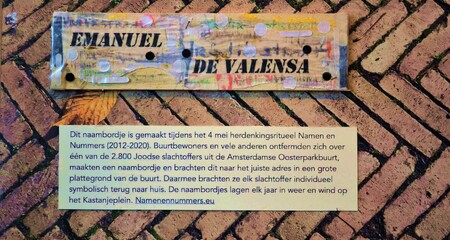 EMANUEL
DE VALENSA
Dit naambordje is gemaakt tijdens het 4 mei herdenkingsritueel Namen en
Nummers (2012-2020). Buurtbewoners en vele anderen ontfermden zich over
één van de 2.800 Joodse slachtoffers uit de Amsterdamse Oosterparkbuurt,
maakten een naambordje en brachten dit naar het juiste adres in een grote
plattegrond van de buurt. Daarmee brachten ze elk slachtoffer individueel
symbolisch terug naar huis. De naambordjes lagen elk jaar in weer en wind op
het Kastanjeplein. Namenennummers.eu